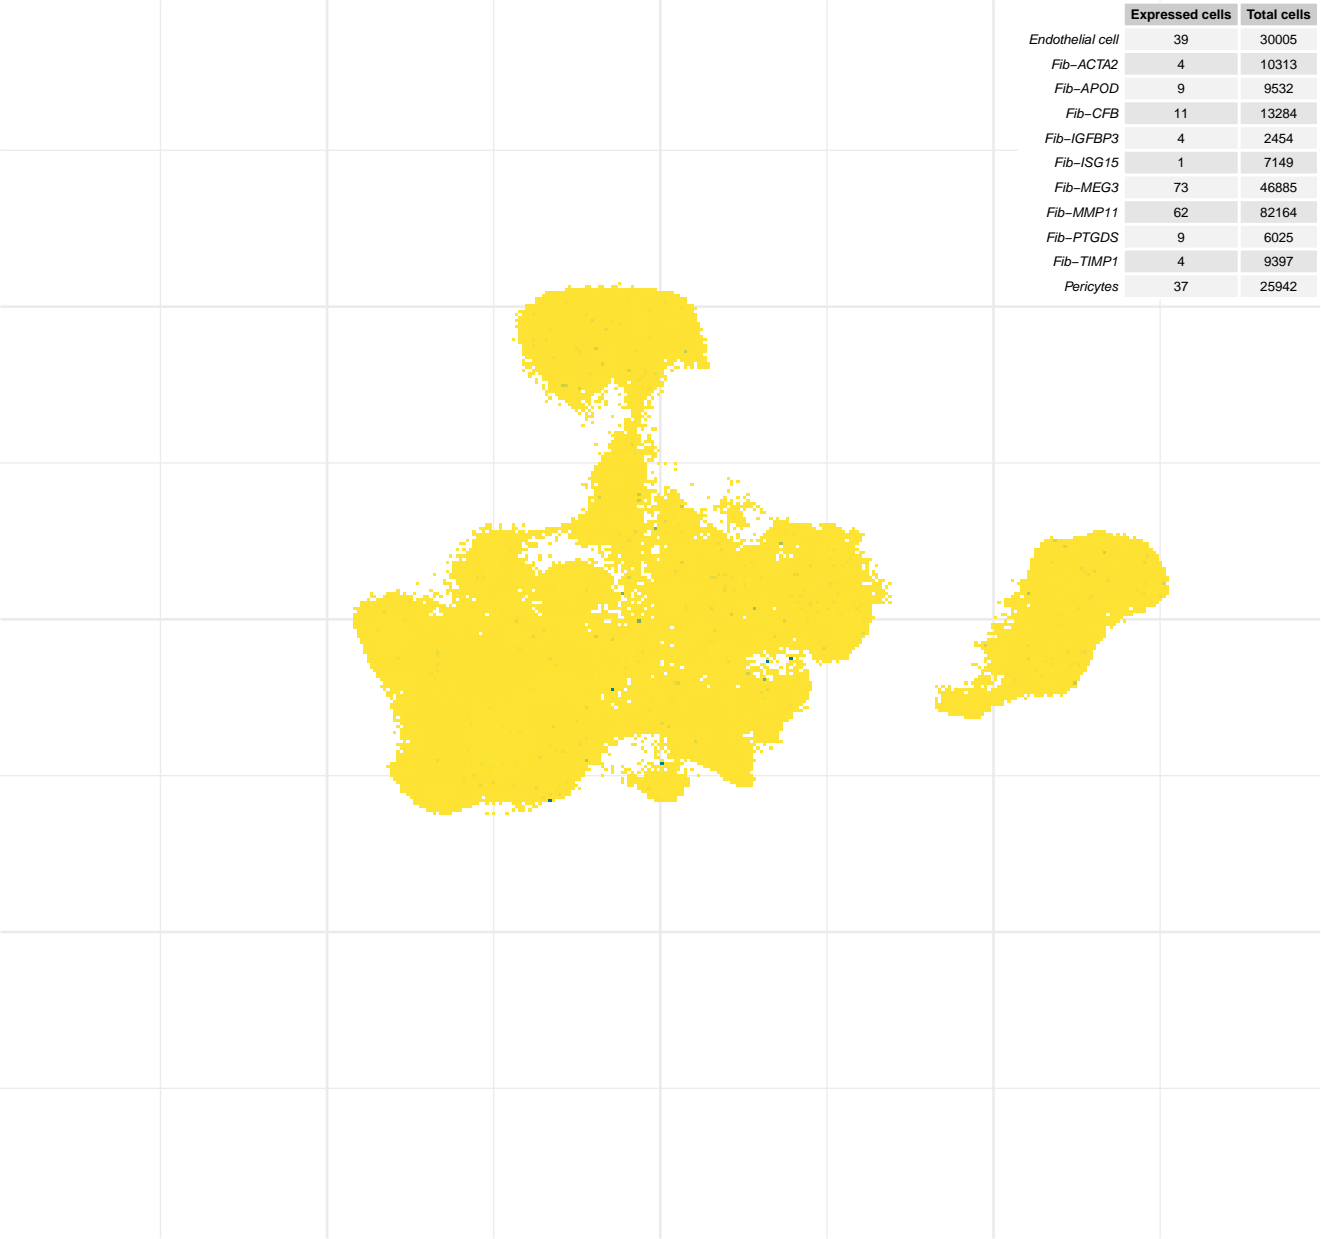 Expressed cells Total cells
Endothelial cell 39 30005
Fib−ACTA2 4 10313
Fib−APOD 9 9532
Fib−CFB 11 13284
Fib−IGFBP3 4 2454
Fib−ISG15 1 7149
Fib−MEG3 73 46885
Fib−MMP11 62 82164
Fib−PTGDS 9 6025
Fib−TIMP1 4 9397
Pericytes 37 25942